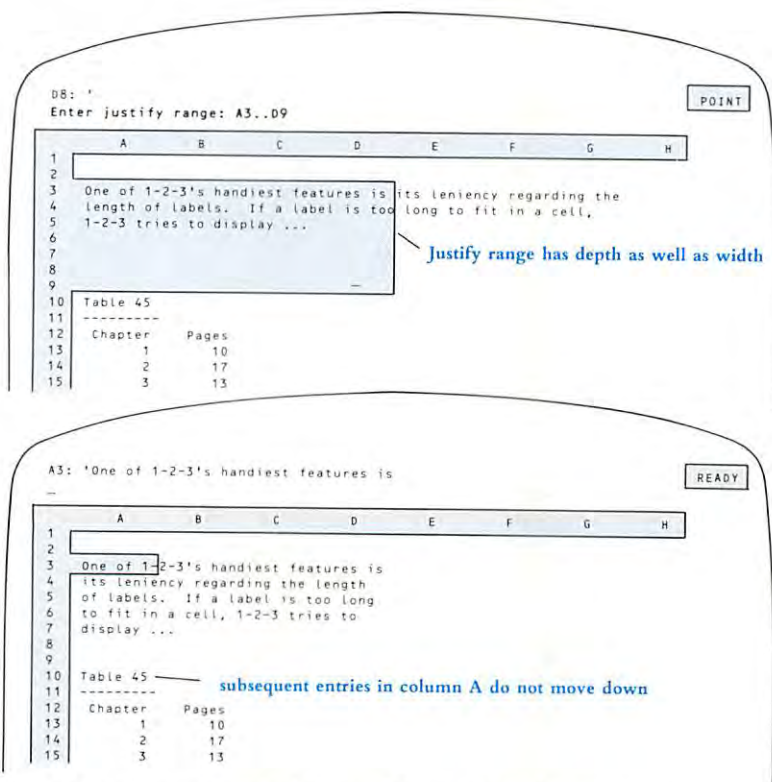 D8: '
POINT
Enter justify range: A3..D9
A B C D E F G H
1
2
3 One of 1-2-3's handiest features is its leniency regarding the
4 length of labels. If a label is too long to fit in a cell,
5 1-2-3 tries to display ...
6
7 Justify range has depth as well as width
8
9
10 Table 45
11 ---------
12 Chapter Pages
13 1 10
14 2 17
15 3 13
A3: 'One of 1-2-3's handiest features is
READY
A B C D E F G H
1
2
3 One of 1-2-3's handiest features is
4 its leniency regarding the length
5 of labels. If a label is too long
6 to fit in a cell, 1-2-3 tries to
7 display ...
8
9
10 Table 45 subsequent entries in column A do not move down
11 ---------
12 Chapter Pages
13 1 10
14 2 17
15 3 13